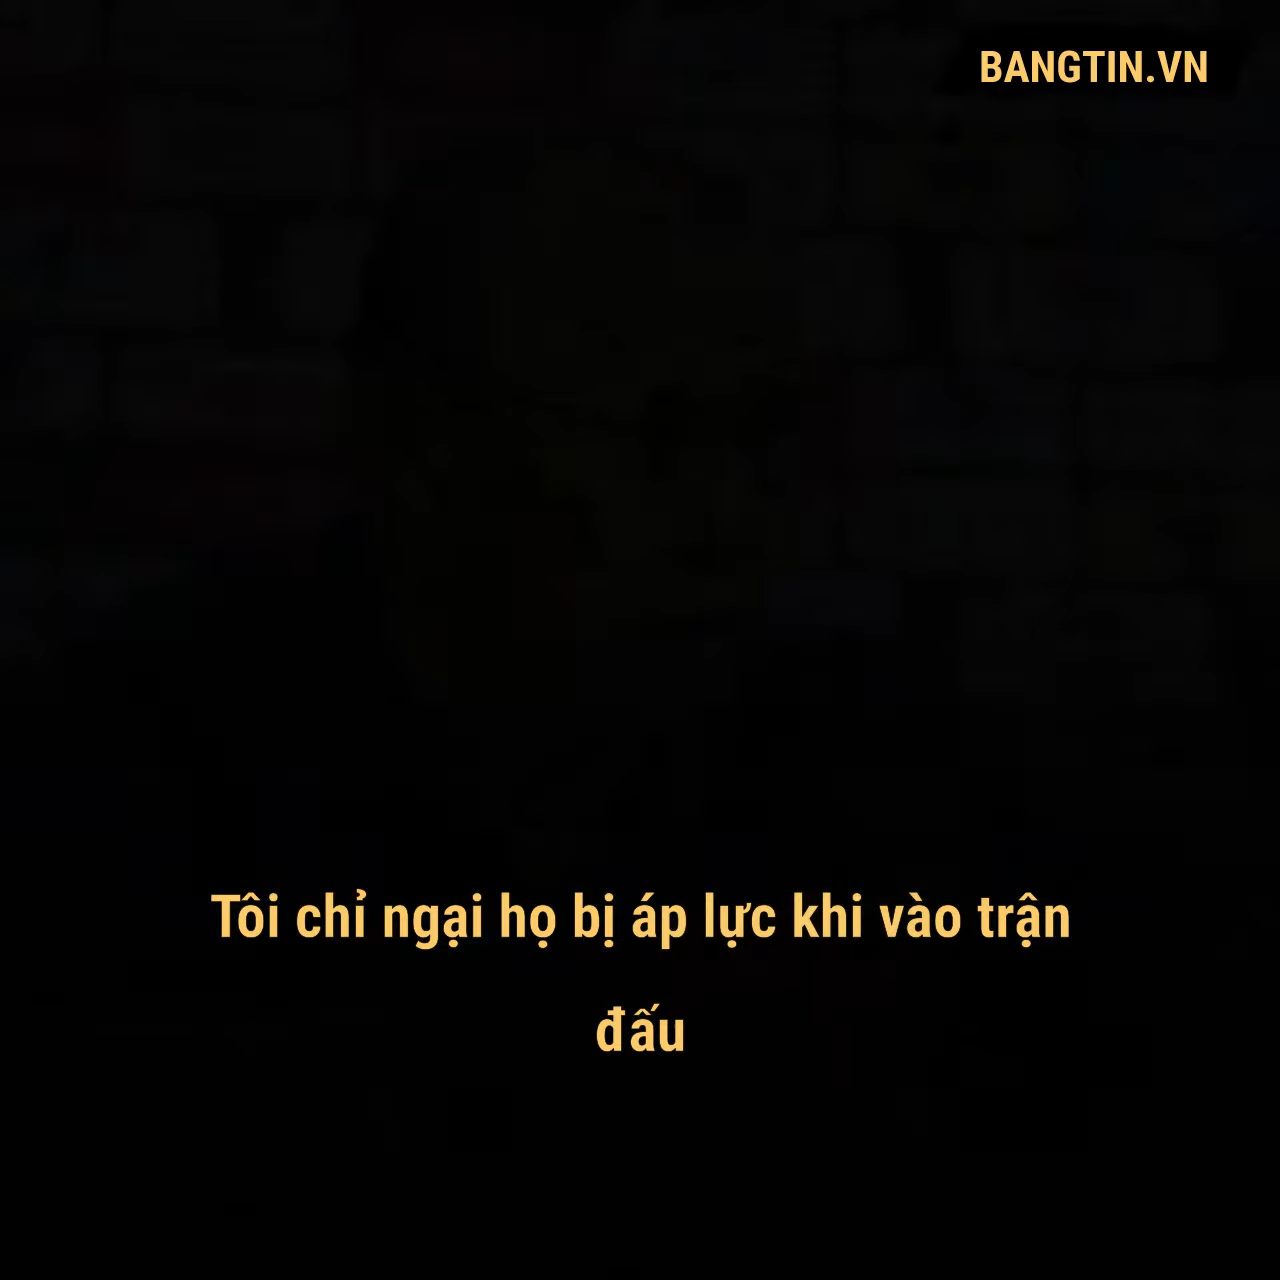 BANGTIN.VN
Tôi chỉ ngại họ bị áp lực khi vào trận
đấu